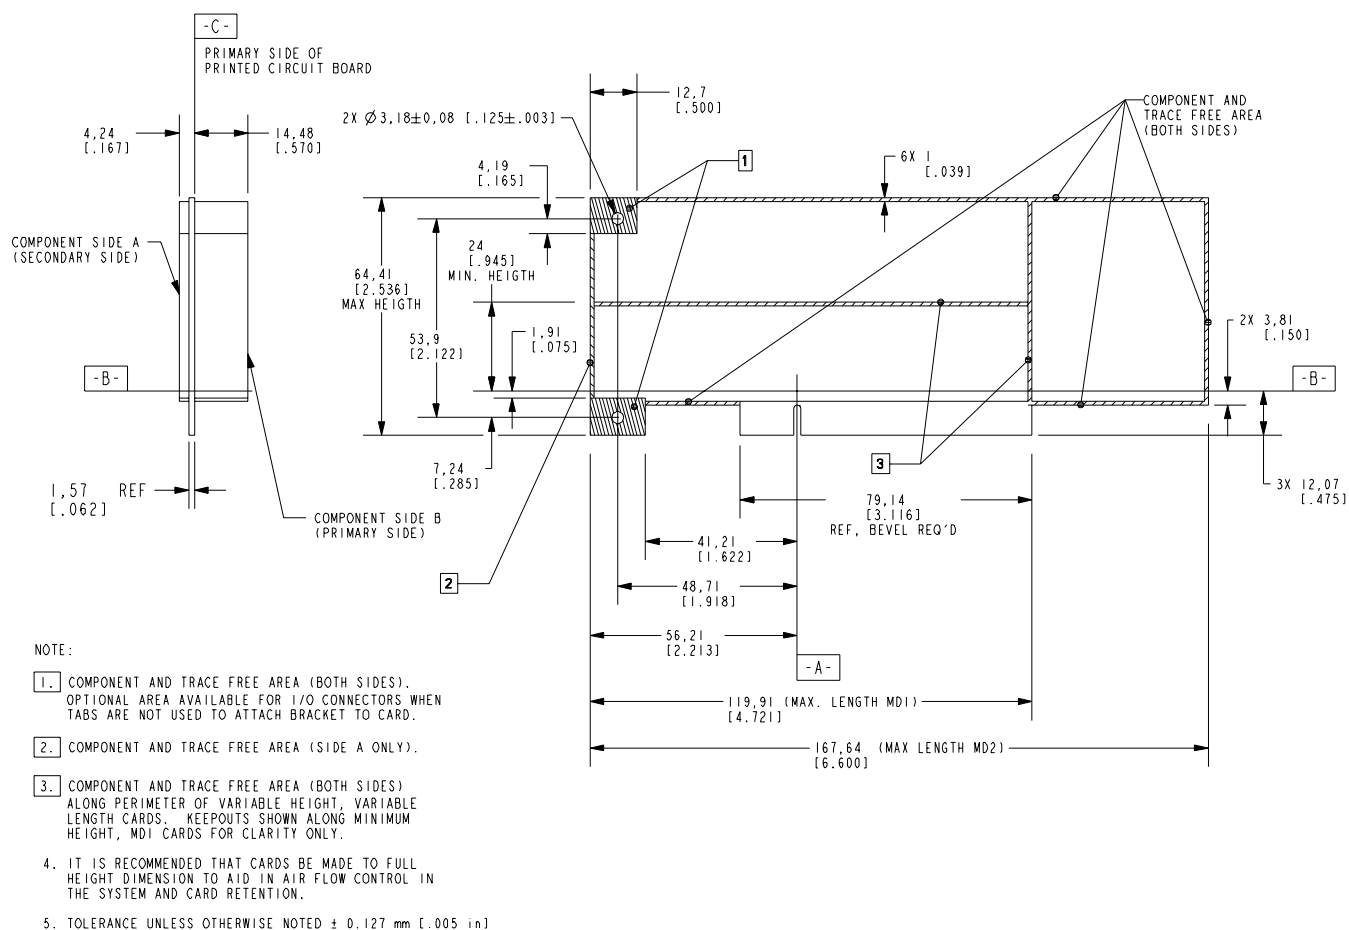 -C-
PRIMARY SIDE OF
PRINTED CIRCUIT BOARD
4,24
[.167]
14,48
[.570]
COMPONENT SIDE A
(SECONDARY SIDE)
-B-
1,57 REF
[.062]
COMPONENT SIDE B
(PRIMARY SIDE)
12,7
[.500]
2X Ø3,18±0,08 [.125±.003]
4,19
[.165]
1
6X 1
[.039]
COMPONENT AND
TRACE FREE AREA
(BOTH SIDES)
24
[.945]
MIN. HEIGTH
64,41
[2.536]
MAX HEIGTH
53,9
[2.122]
1,91
[.075]
2X 3,81
[.150]
-B-
7,24
[.285]
3
3X 12,07
[.475]
79,14
[3.116]
REF, BEVEL REQ'D
41,21
[1.622]
2
48,71
[1.918]
56,21
[2.213]
-A-
119,91 (MAX. LENGTH MD1)
[4.721]
167,64 (MAX LENGTH MD2)
[6.600]
NOTE:
1. COMPONENT AND TRACE FREE AREA (BOTH SIDES).
OPTIONAL AREA AVAILABLE FOR I/O CONNECTORS WHEN
TABS ARE NOT USED TO ATTACH BRACKET TO CARD.
2. COMPONENT AND TRACE FREE AREA (SIDE A ONLY).
3. COMPONENT AND TRACE FREE AREA (BOTH SIDES)
ALONG PERIMETER OF VARIABLE HEIGHT, VARIABLE
LENGTH CARDS. KEEPOUTS SHOWN ALONG MINIMUM
HEIGHT, MD1 CARDS FOR CLARITY ONLY.
4. IT IS RECOMMENDED THAT CARDS BE MADE TO FULL
HEIGHT DIMENSION TO AID IN AIR FLOW CONTROL IN
THE SYSTEM AND CARD RETENTION.
5. TOLERANCE UNLESS OTHERWISE NOTED ± 0.127 mm [.005 in]